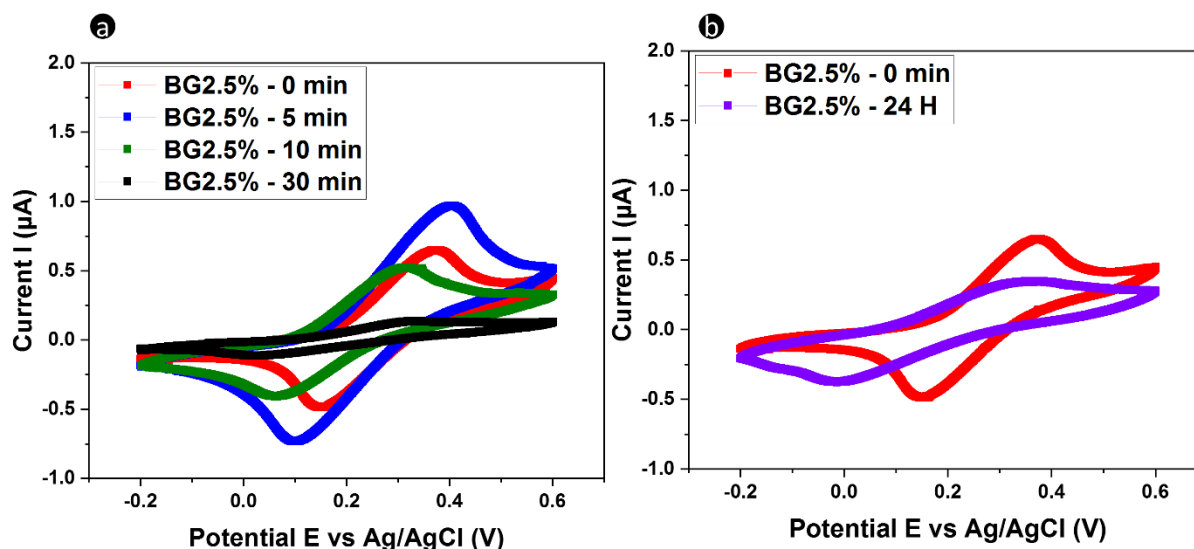 a
2.0
1.5
1.0
0.5
0.0
-0.5
-1.0
Current I (µA)
BG2.5% - 0 min
BG2.5% - 5 min
BG2.5% - 10 min
BG2.5% - 30 min
-0.2 0.0 0.2 0.4 0.6
Potential E vs Ag/AgCl (V)
b
2.0
1.5
1.0
0.5
0.0
-0.5
-1.0
Current I (µA)
BG2.5% - 0 min
BG2.5% - 24 H
-0.2 0.0 0.2 0.4 0.6
Potential E vs Ag/AgCl (V)